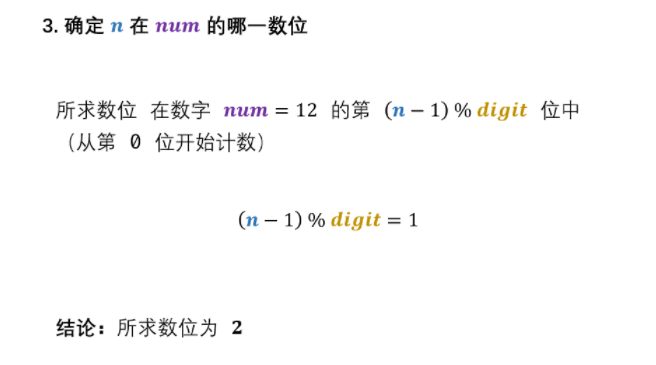 3. 确定 n 在 num 的哪一数位
所求数位 在数字 num = 12 的第 (n − 1) % digit 位中
（从第 0 位开始计数）
(n − 1) % digit = 1
结论：所求数位为 2